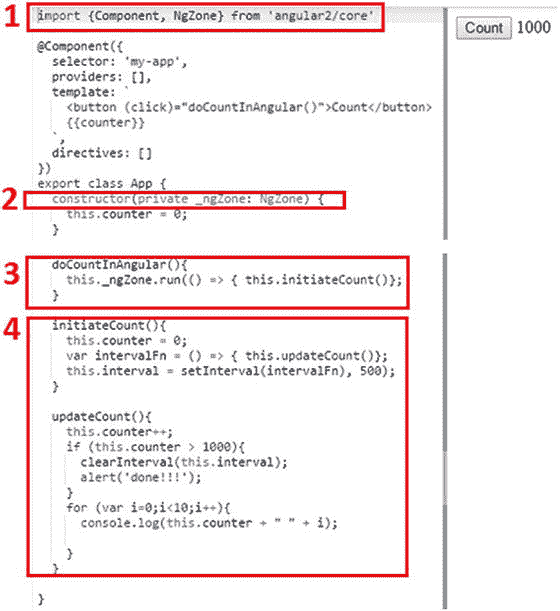 1
import {Component, NgZone} from 'angular2/core'
Count 1000
@Component({
selector: 'my-app',
providers: [],
template: `
<button (click)="doCountInAngular()">Count</button>
{{counter}}
`,
directives: []
})
export class App {
2
constructor(private _ngZone: NgZone) {
this.counter = 0;
}
3
doCountInAngular(){
this._ngZone.run(() => { this.initiateCount()};
}
4
initiateCount(){
this.counter = 0;
var intervalFn = () => { this.updateCount()};
this.interval = setInterval(intervalFn), 500);
}
updateCount(){
this.counter++;
if (this.counter > 1000){
clearInterval(this.interval);
alert('done!!!');
}
for (var i=0;i<10;i++){
console.log(this.counter + " " + i);
}
}
}